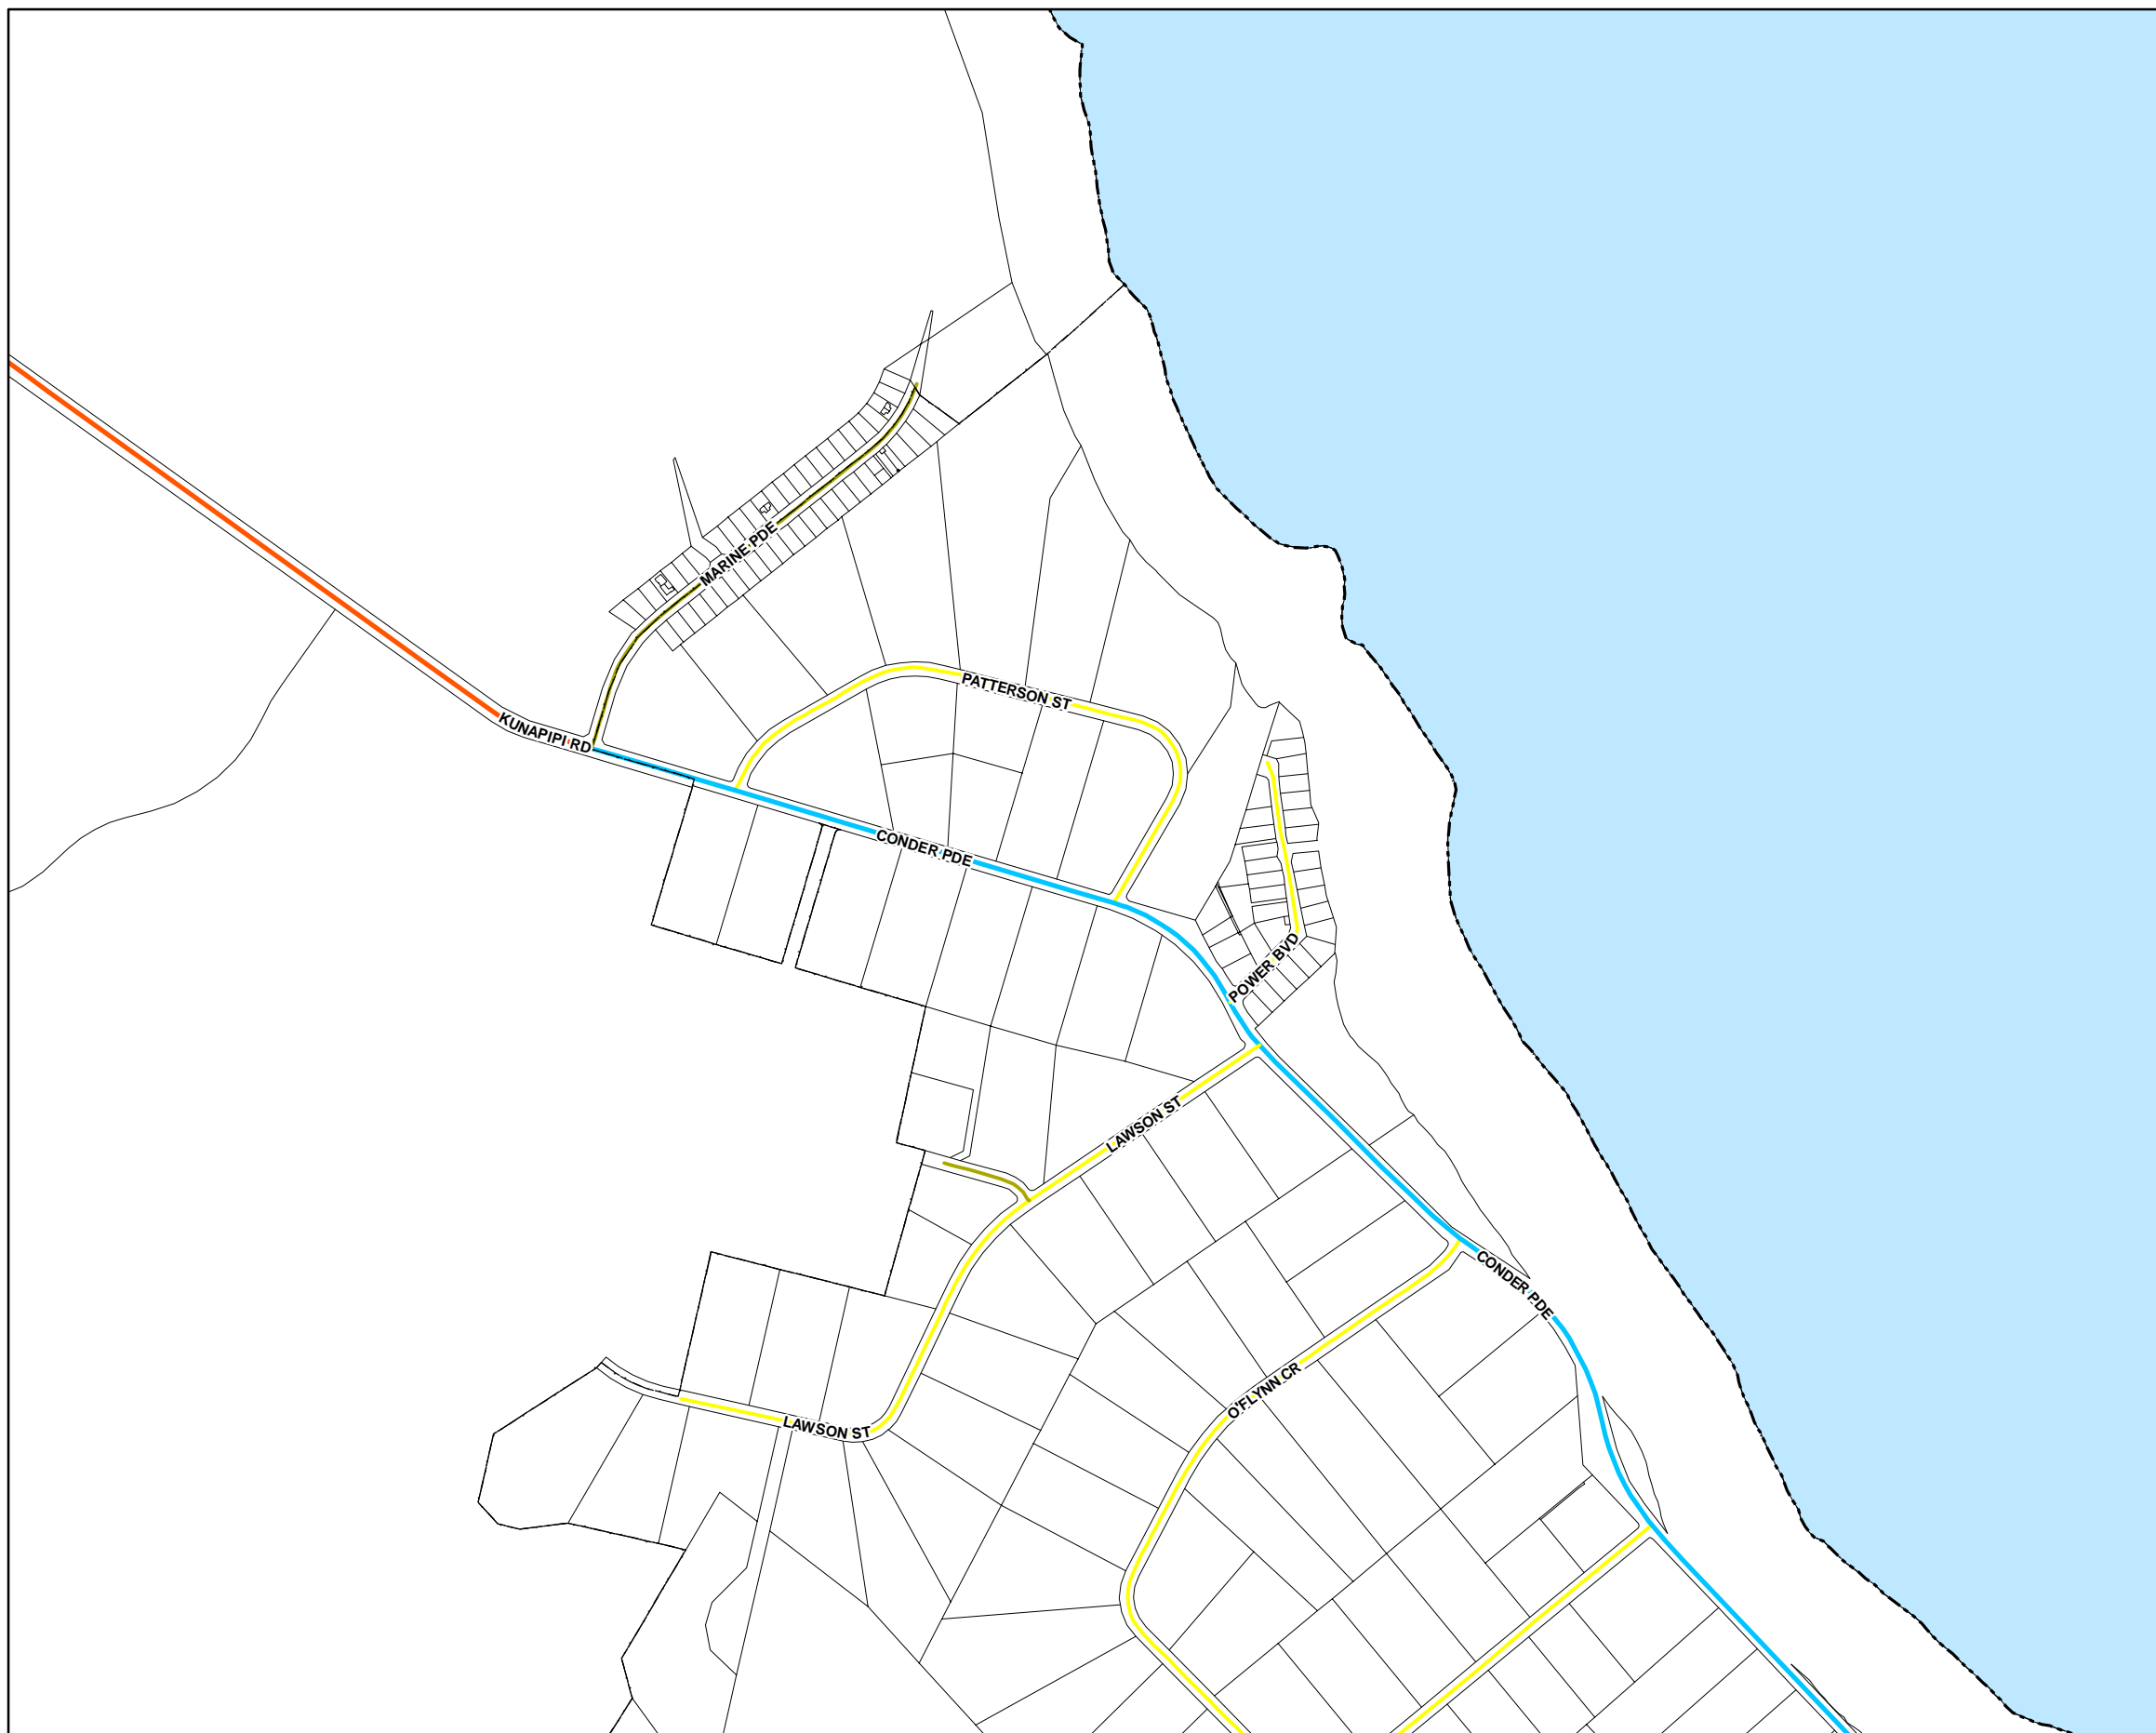 MARINE PDE
PATTERSON ST
KUNAPIPI RD
CONDER PDE
POWER BVD
LAWSON ST
CONDER PDE
O'FLYNN CR
LAWSON ST